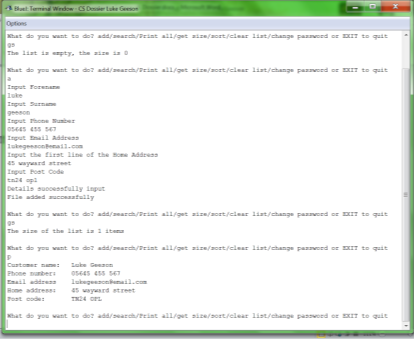 BlueJ: Terminal Window - CS Dossier Luke Geeson
Options
What do you want to do? add/search/Print all/get size/sort/clear list/change password or EXIT to quit
gs
The list is empty, the size is 0
What do you want to do? add/search/Print all/get size/sort/clear list/change password or EXIT to quit
a
Input Forename
luke
Input Surname
geeson
Input Phone Number
05645 455 567
Input Email Address
lukegeeson@email.com
Input the first line of the Home Address
45 wayward street
Input Post Code
tn24 opl
Details successfully input
File added successfully
What do you want to do? add/search/Print all/get size/sort/clear list/change password or EXIT to quit
gs
The size of the list is 1 items
What do you want to do? add/search/Print all/get size/sort/clear list/change password or EXIT to quit
p
Customer name: Luke Geeson
Phone number: 05645 455 567
Email address lukegeeson@email.com
Home address: 45 wayward street
Post code: TN24 OPL
What do you want to do? add/search/Print all/get size/sort/clear list/change password or EXIT to quit